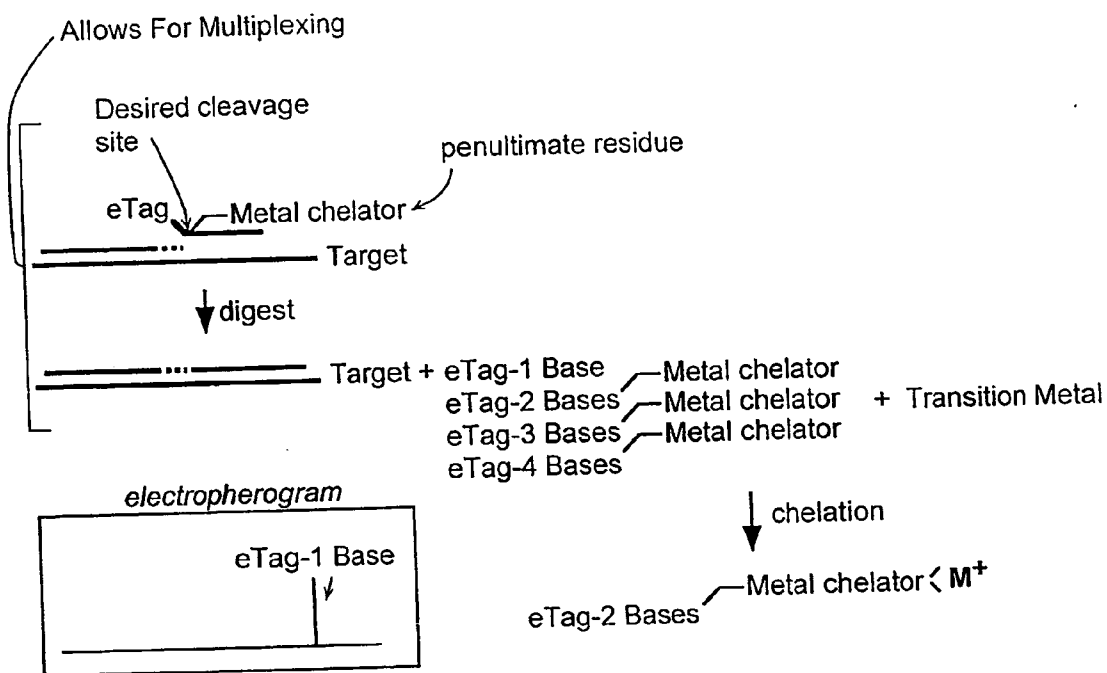 Allows For Multiplexing
Desired cleavage
site
penultimate residue
eTag
Metal chelator
Target
digest
Target + eTag-1 Base
Metal chelator
eTag-2 Bases
Metal chelator
+ Transition Metal
eTag-3 Bases
Metal chelator
eTag-4 Bases
electropherogram
eTag-1 Base
chelation
Metal chelator
M+
eTag-2 Bases